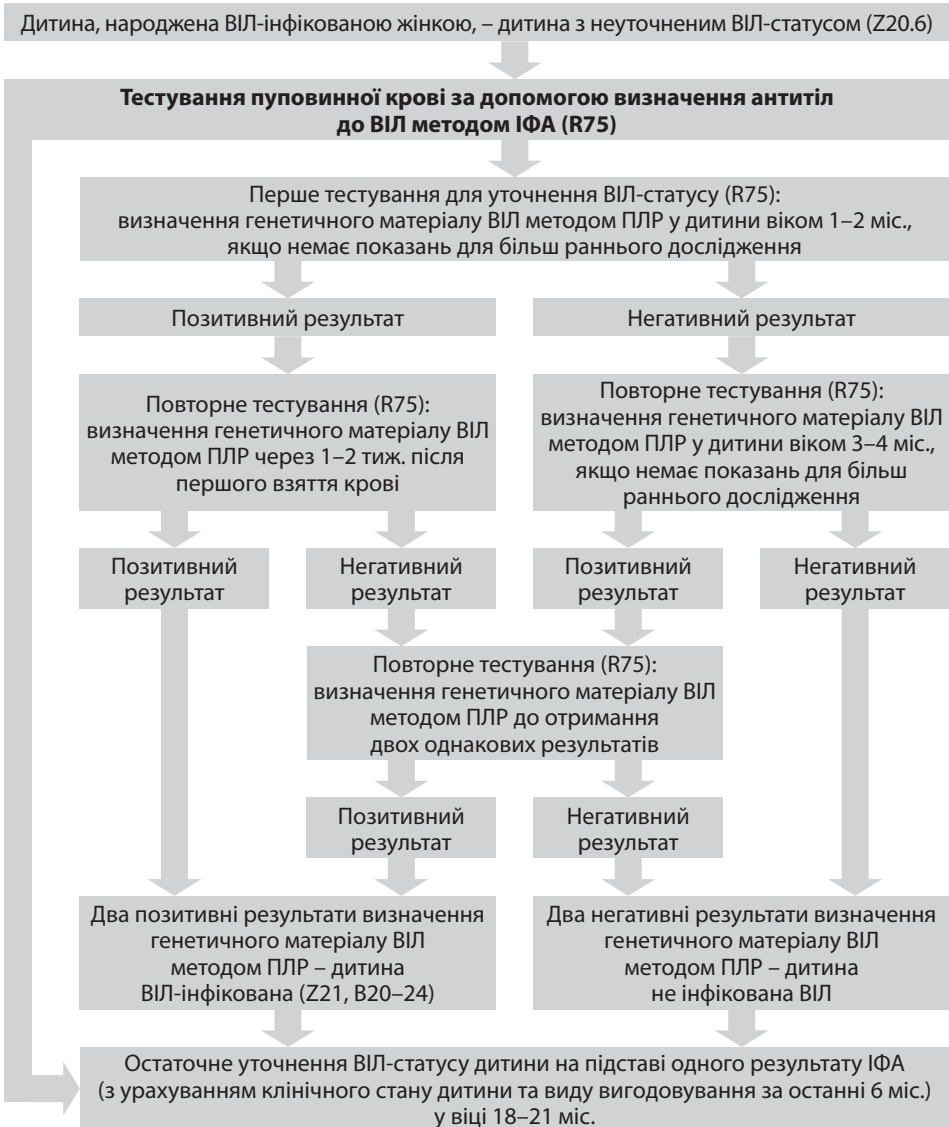 Дитина, народжена ВІЛ-інфікованою жінкою, – дитина з неуточненим ВІЛ-статусом (Z20.6)
Тестування пуповинної крові за допомогою визначення антитіл
до ВІЛ методом ІФА (R75)
Перше тестування для уточнення ВІЛ-статусу (R75):
визначення генетичного матеріалу ВІЛ методом ПЛР у дитини віком 1–2 міс.,
якщо немає показань для більш раннього дослідження
Позитивний результат
Негативний результат
Повторне тестування (R75):
визначення генетичного матеріалу ВІЛ
методом ПЛР через 1–2 тиж. після
першого взяття крові
Повторне тестування (R75):
визначення генетичного матеріалу ВІЛ
методом ПЛР у дитини віком 3–4 міс.,
якщо немає показань для більш
раннього дослідження
Позитивний
результат
Негативний
результат
Позитивний
результат
Негативний
результат
Повторне тестування (R75):
визначення генетичного матеріалу ВІЛ
методом ПЛР до отримання
двох однакових результатів
Позитивний
результат
Негативний
результат
Два позитивні результати визначення
генетичного матеріалу ВІЛ
методом ПЛР – дитина
ВІЛ-інфікована (Z21, B20–24)
Два негативні результати визначення
генетичного матеріалу ВІЛ
методом ПЛР – дитина
не інфікована ВІЛ
Остаточне уточнення ВІЛ-статусу дитини на підставі одного результату ІФА
(з урахуванням клінічного стану дитини та виду вигодовування за останні 6 міс.)
у віці 18–21 міс.